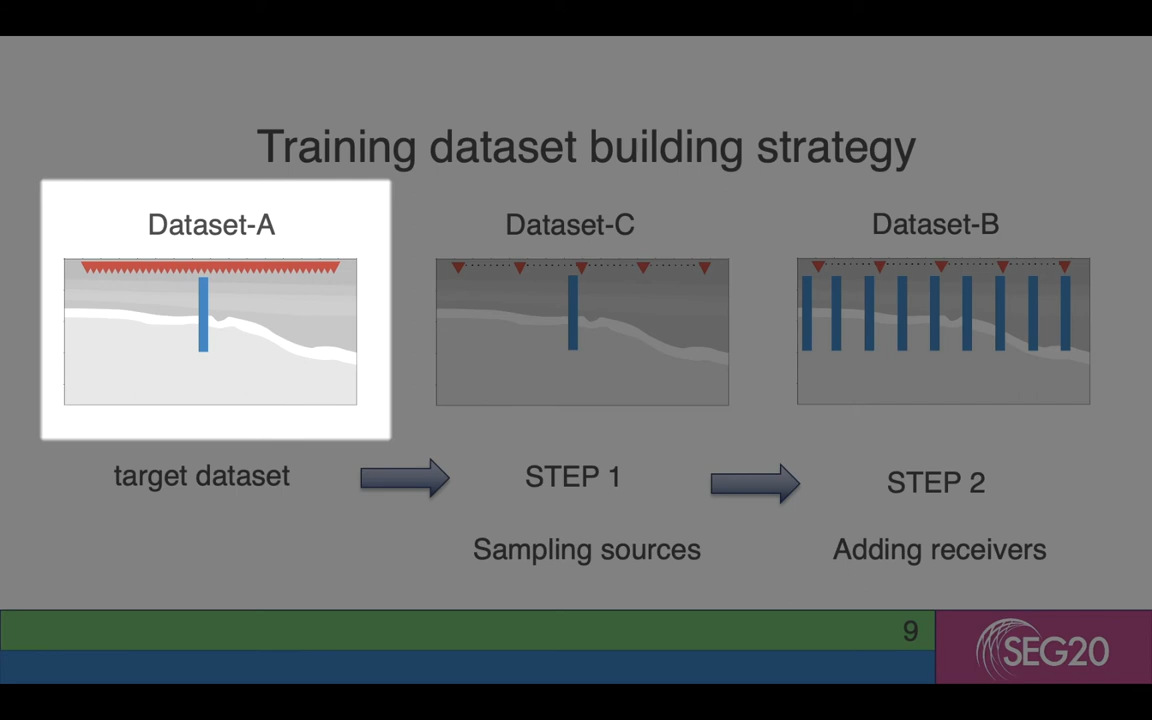 Training dataset building strategy
Dataset-A
Dataset-C
Dataset-B
target dataset
STEP 1
STEP 2
Sampling sources
Adding receivers
9
SEG20